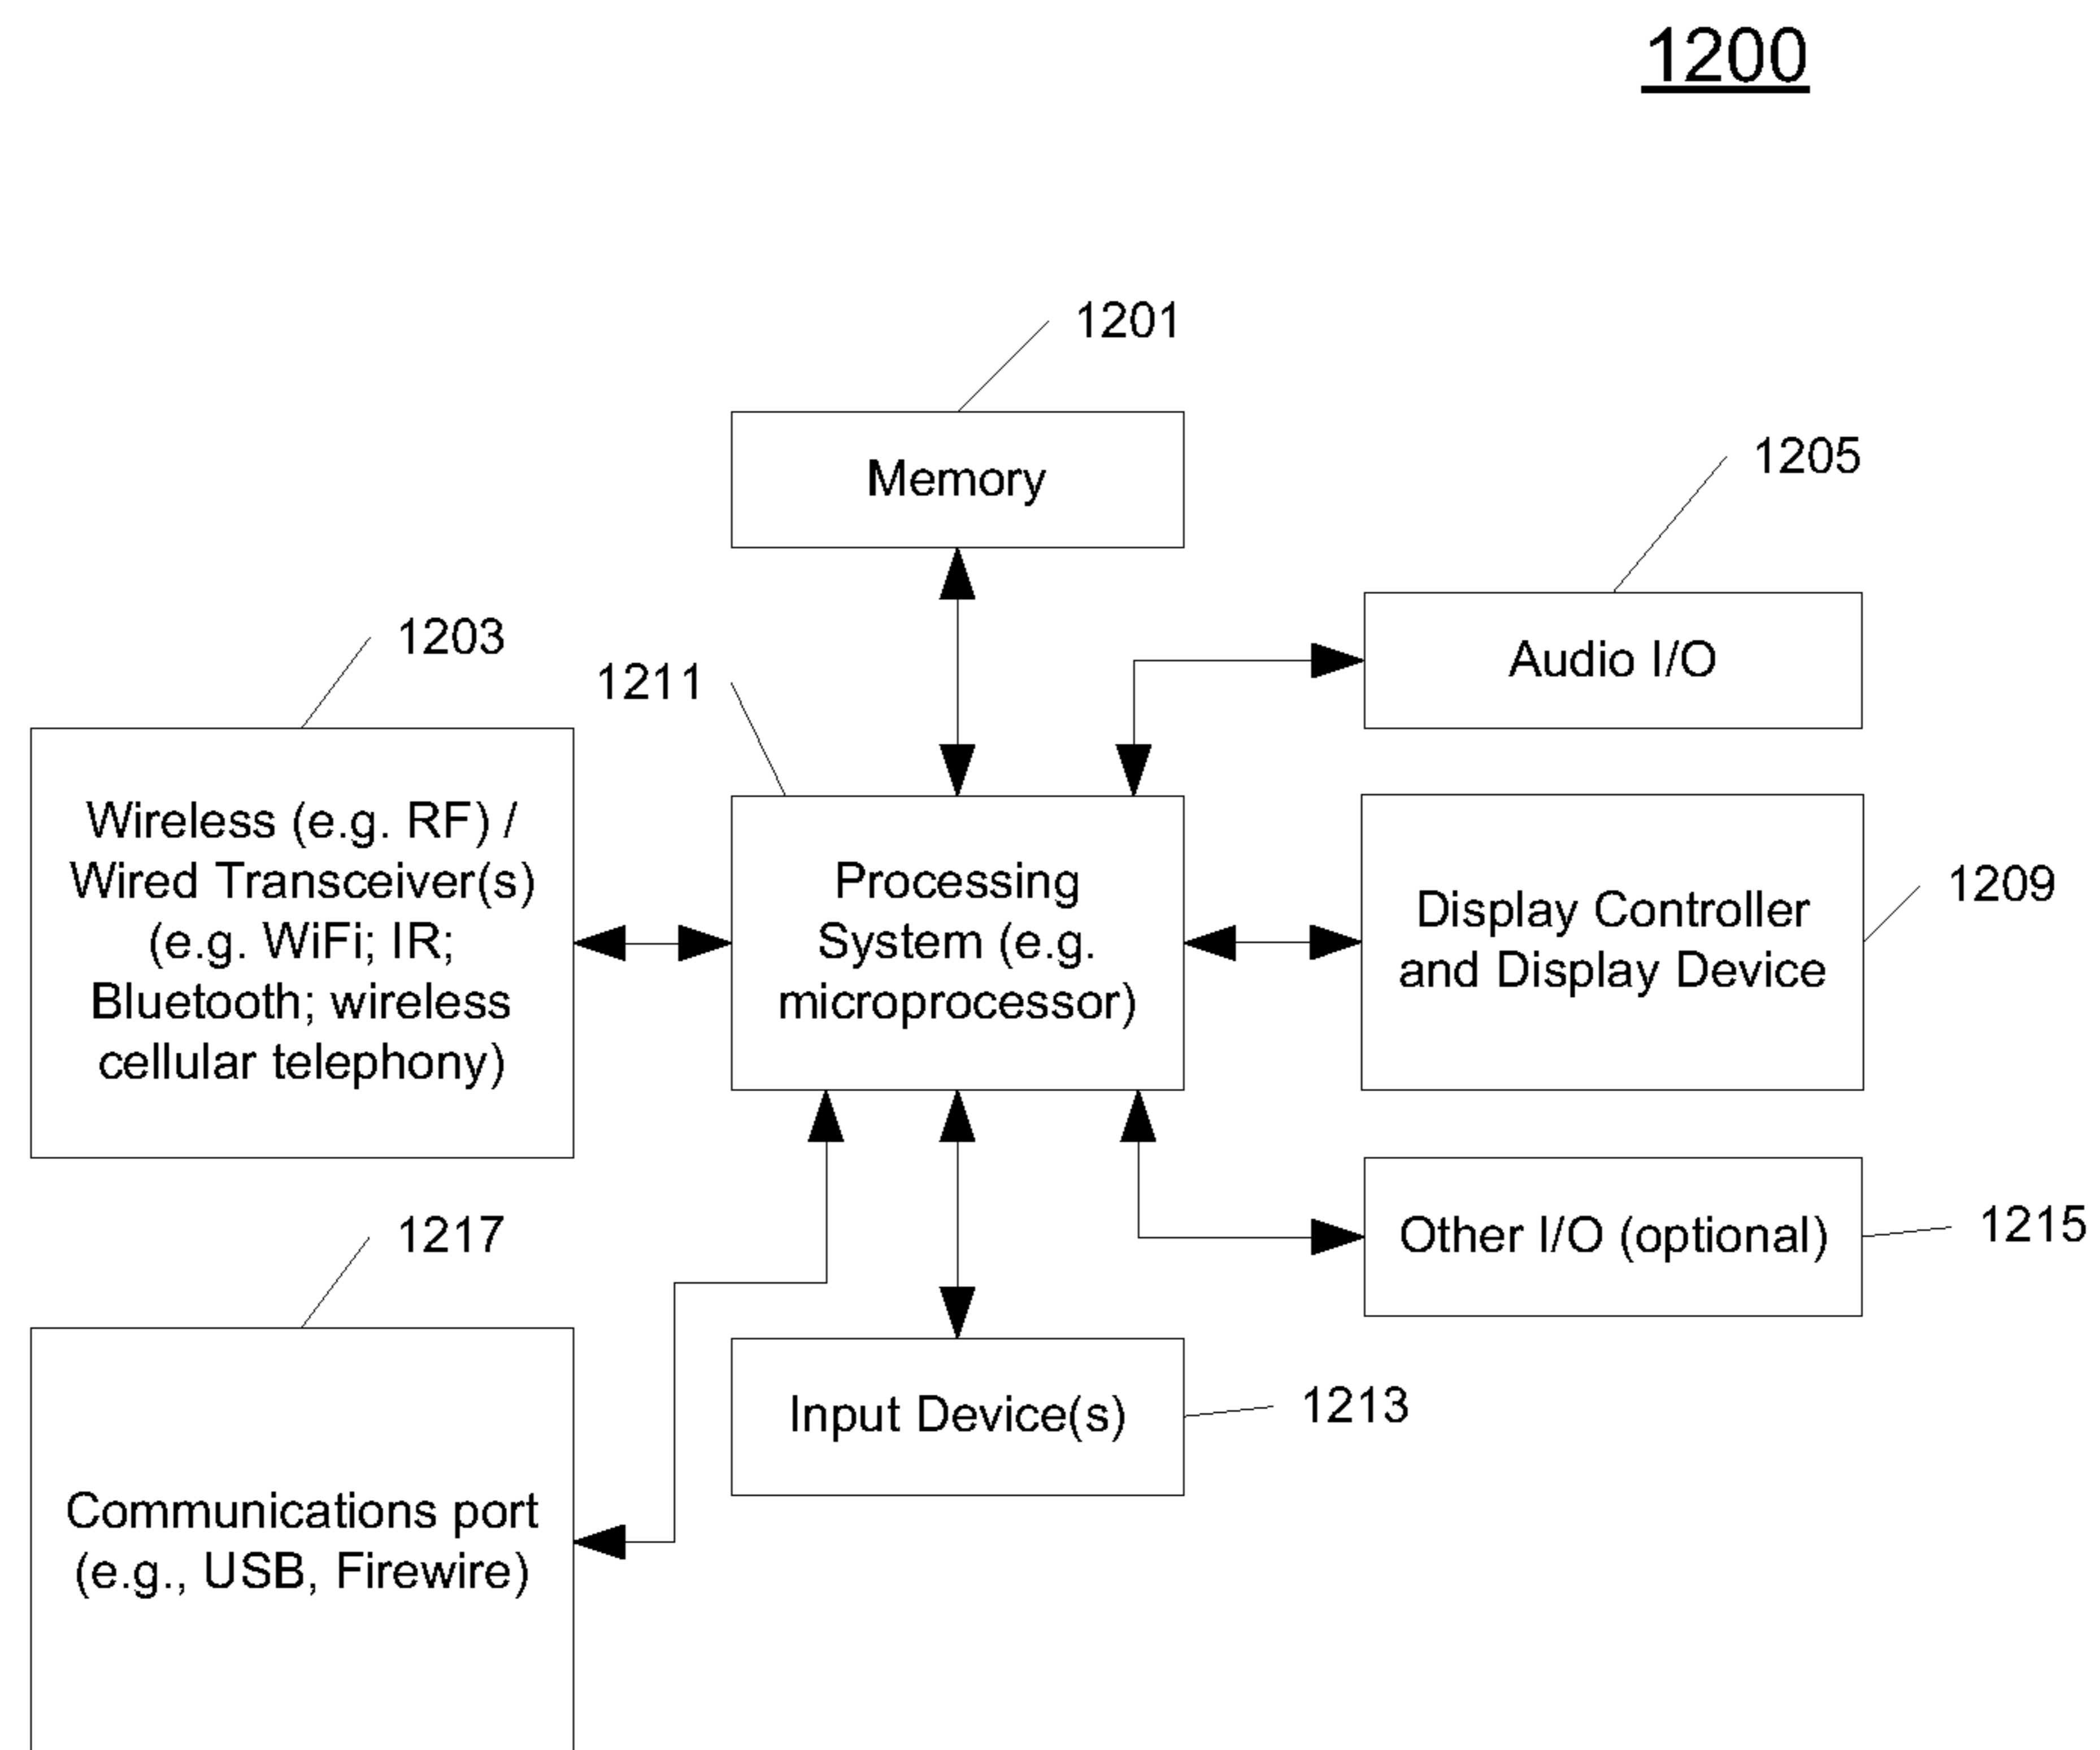 1200
1201
Memory
1205
Audio I/O
1203
1211
Wireless (e.g. RF) /
Wired Transceiver(s)
(e.g. WiFi; IR;
Bluetooth; wireless
cellular telephony)
Processing
System (e.g.
microprocessor)
Display Controller
and Display Device
1209
1217
Other I/O (optional)
1215
Input Device(s)
1213
Communications port
(e.g., USB, Firewire)